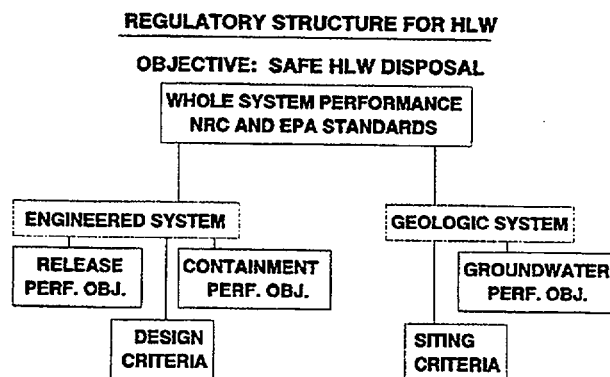 REGULATORY STRUCTURE FOR HLW
OBJECTIVE: SAFE HLW DISPOSAL
WHOLE SYSTEM PERFORMANCE
NRC AND EPA STANDARDS
ENGINEERED SYSTEM
GEOLOGIC SYSTEM
RELEASE
PERF. OBJ.
CONTAINMENT
PERF. OBJ.
GROUNDWATER
PERF. OBJ.
DESIGN
CRITERIA
SITING
CRITERIA